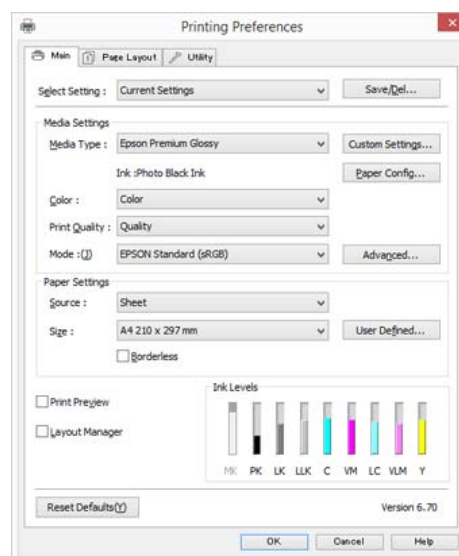 Printing Preferences
Main Page Layout Utility
Select Setting : Current Settings Save/Del...
Media Settings
Media Type : Epson Premium Glossy Custom Settings...
Ink :Photo Black Ink Paper Config...
Color : Color
Print Quality : Quality
Mode :(J) EPSON Standard (sRGB) Advanced...
Paper Settings
Source : Sheet
Size : A4 210 x 297 mm User Defined...
Borderless
Ink Levels
Print Preview
Layout Manager
MK PK LK LLK C VM LC VLM Y
Reset Defaults(Y) Version 6.70
OK Cancel Help